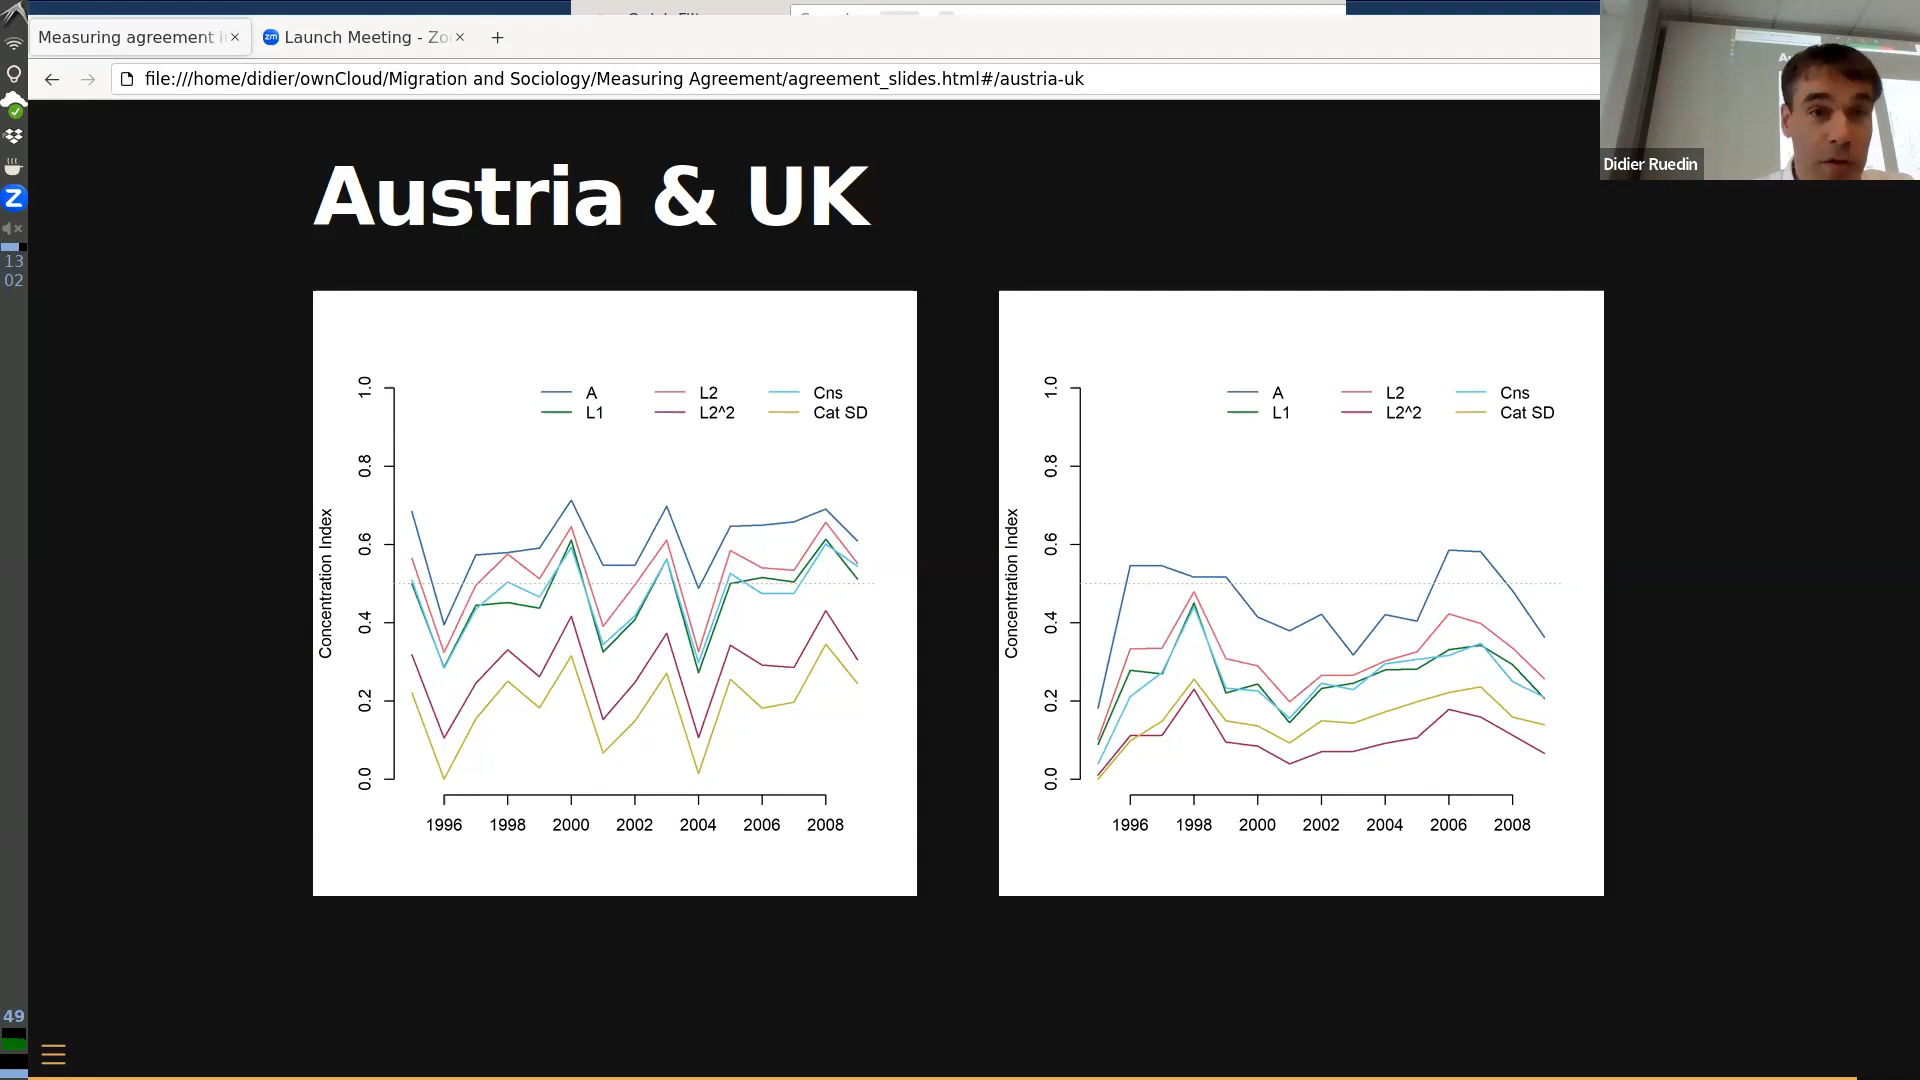 Measuring agreement i
Launch Meeting - Zo
file:///home/didier/ownCloud/Migration and Sociology/Measuring Agreement/agreement_slides.html#/austria-uk
Didier Ruedin
13
02
49
Austria & UK
Concentration Index
1.0
0.8
0.6
0.4
0.2
0.0
A
L1
L2
L2^2
Cns
Cat SD
1996 1998 2000 2002 2004 2006 2008
Concentration Index
1.0
0.8
0.6
0.4
0.2
0.0
A
L1
L2
L2^2
Cns
Cat SD
1996 1998 2000 2002 2004 2006 2008